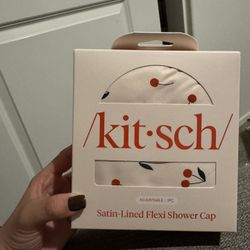 /kit·sch/
ADJUSTABLE | 1PC
Satin-Lined Flexi Shower Cap